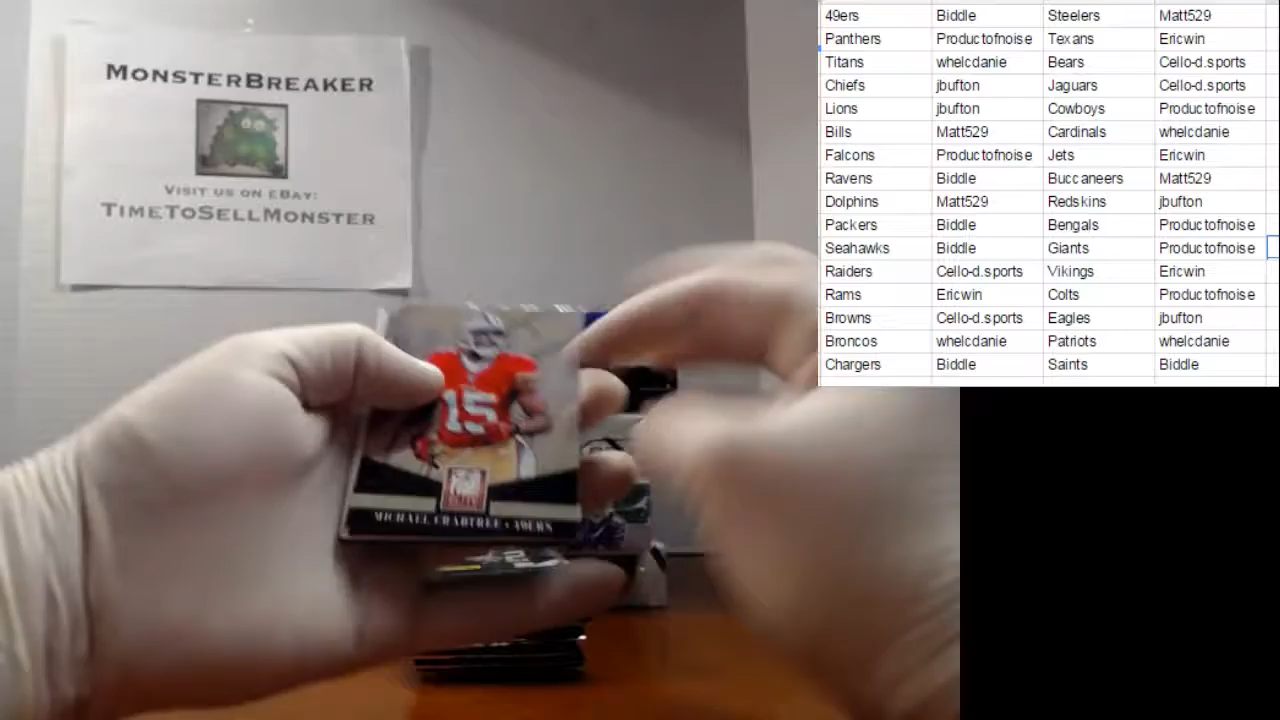 MONSTERBREAKER
VISIT US ON EBAY:
TIMETOSELLMONSTER
15
MICHAEL CRABTREE • 49ERS
49ers Biddle Steelers Matt529
Panthers Productofnoise Texans Ericwin
Titans whelcdanie Bears Cello-d.sports
Chiefs jbufton Jaguars Cello-d.sports
Lions jbufton Cowboys Productofnoise
Bills Matt529 Cardinals whelcdanie
Falcons Productofnoise Jets Ericwin
Ravens Biddle Buccaneers Matt529
Dolphins Matt529 Redskins jbufton
Packers Biddle Bengals Productofnoise
Seahawks Biddle Giants Productofnoise
Raiders Cello-d.sports Vikings Ericwin
Rams Ericwin Colts Productofnoise
Browns Cello-d.sports Eagles jbufton
Broncos whelcdanie Patriots whelcdanie
Chargers Biddle Saints Biddle